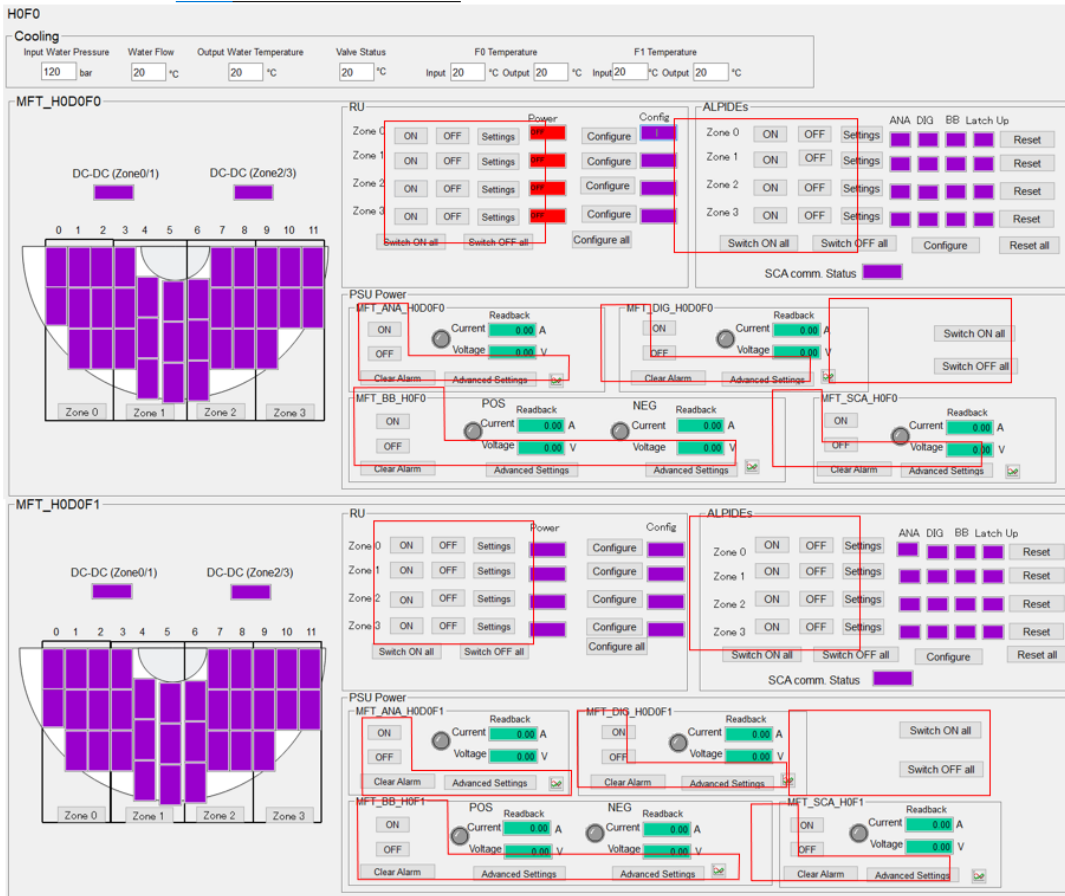 H0F0
Cooling
Input Water Pressure Water Flow Output Water Temperature Valve Status F0 Temperature F1 Temperature
120 bar 20 °C 20 °C 20 °C Input 20 °C Output 20 °C Input 20 °C Output 20 °C
MFT_H0D0F0
DC-DC (Zone0/1) DC-DC (Zone2/3)
0 1 2 3 4 5 6 7 8 9 10 11
Zone 0 Zone 1 Zone 2 Zone 3
RU
Power Config
Zone 0 ON OFF Settings OFF Configure
Zone 1 ON OFF Settings OFF Configure
Zone 2 ON OFF Settings OFF Configure
Zone 3 ON OFF Settings OFF Configure
Switch ON all Switch OFF all Configure all
ALPIDEs
ANA DIG BB Latch Up
Zone 0 ON OFF Settings Reset
Zone 1 ON OFF Settings Reset
Zone 2 ON OFF Settings Reset
Zone 3 ON OFF Settings Reset
Switch ON all Switch OFF all Configure Reset all
SCA comm. Status
PSU Power
MFT_ANA_H0D0F0
Readback
ON Current 0.00 A
OFF Voltage 0.00 V
Clear Alarm Advanced Settings
MFT_DIG_H0D0F0
Readback
ON Current 0.00 A
OFF Voltage 0.00 V
Clear Alarm Advanced Settings
Switch ON all
Switch OFF all
MFT_BB_H0F0
POS Readback NEG Readback
ON Current 0.00 A Current 0.00 A
OFF Voltage 0.00 V Voltage 0.00 V
Clear Alarm Advanced Settings Advanced Settings
MFT_SCA_H0F0
Readback
ON Current 0.00 A
OFF Voltage 0.00 V
Clear Alarm Advanced Settings
MFT_H0D0F1
DC-DC (Zone0/1) DC-DC (Zone2/3)
0 1 2 3 4 5 6 7 8 9 10 11
Zone 0 Zone 1 Zone 2 Zone 3
RU
Power Config
Zone 0 ON OFF Settings Configure
Zone 1 ON OFF Settings Configure
Zone 2 ON OFF Settings Configure
Zone 3 ON OFF Settings Configure
Switch ON all Switch OFF all Configure all
ALPIDEs
ANA DIG BB Latch Up
Zone 0 ON OFF Settings Reset
Zone 1 ON OFF Settings Reset
Zone 2 ON OFF Settings Reset
Zone 3 ON OFF Settings Reset
Switch ON all Switch OFF all Configure Reset all
SCA comm. Status
PSU Power
MFT_ANA_H0D0F1
Readback
ON Current 0.00 A
OFF Voltage 0.00 V
Clear Alarm Advanced Settings
MFT_DIG_H0D0F1
Readback
ON Current 0.00 A
OFF Voltage 0.00 V
Clear Alarm Advanced Settings
Switch ON all
Switch OFF all
MFT_BB_H0F1
POS Readback NEG Readback
ON Current 0.00 A Current 0.00 A
OFF Voltage 0.00 V Voltage 0.00 V
Clear Alarm Advanced Settings Advanced Settings
MFT_SCA_H0F1
Readback
ON Current 0.00 A
OFF Voltage 0.00 V
Clear Alarm Advanced Settings